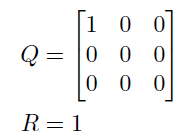 Q = [1 0 0
0 0 0
0 0 0]
R = 1